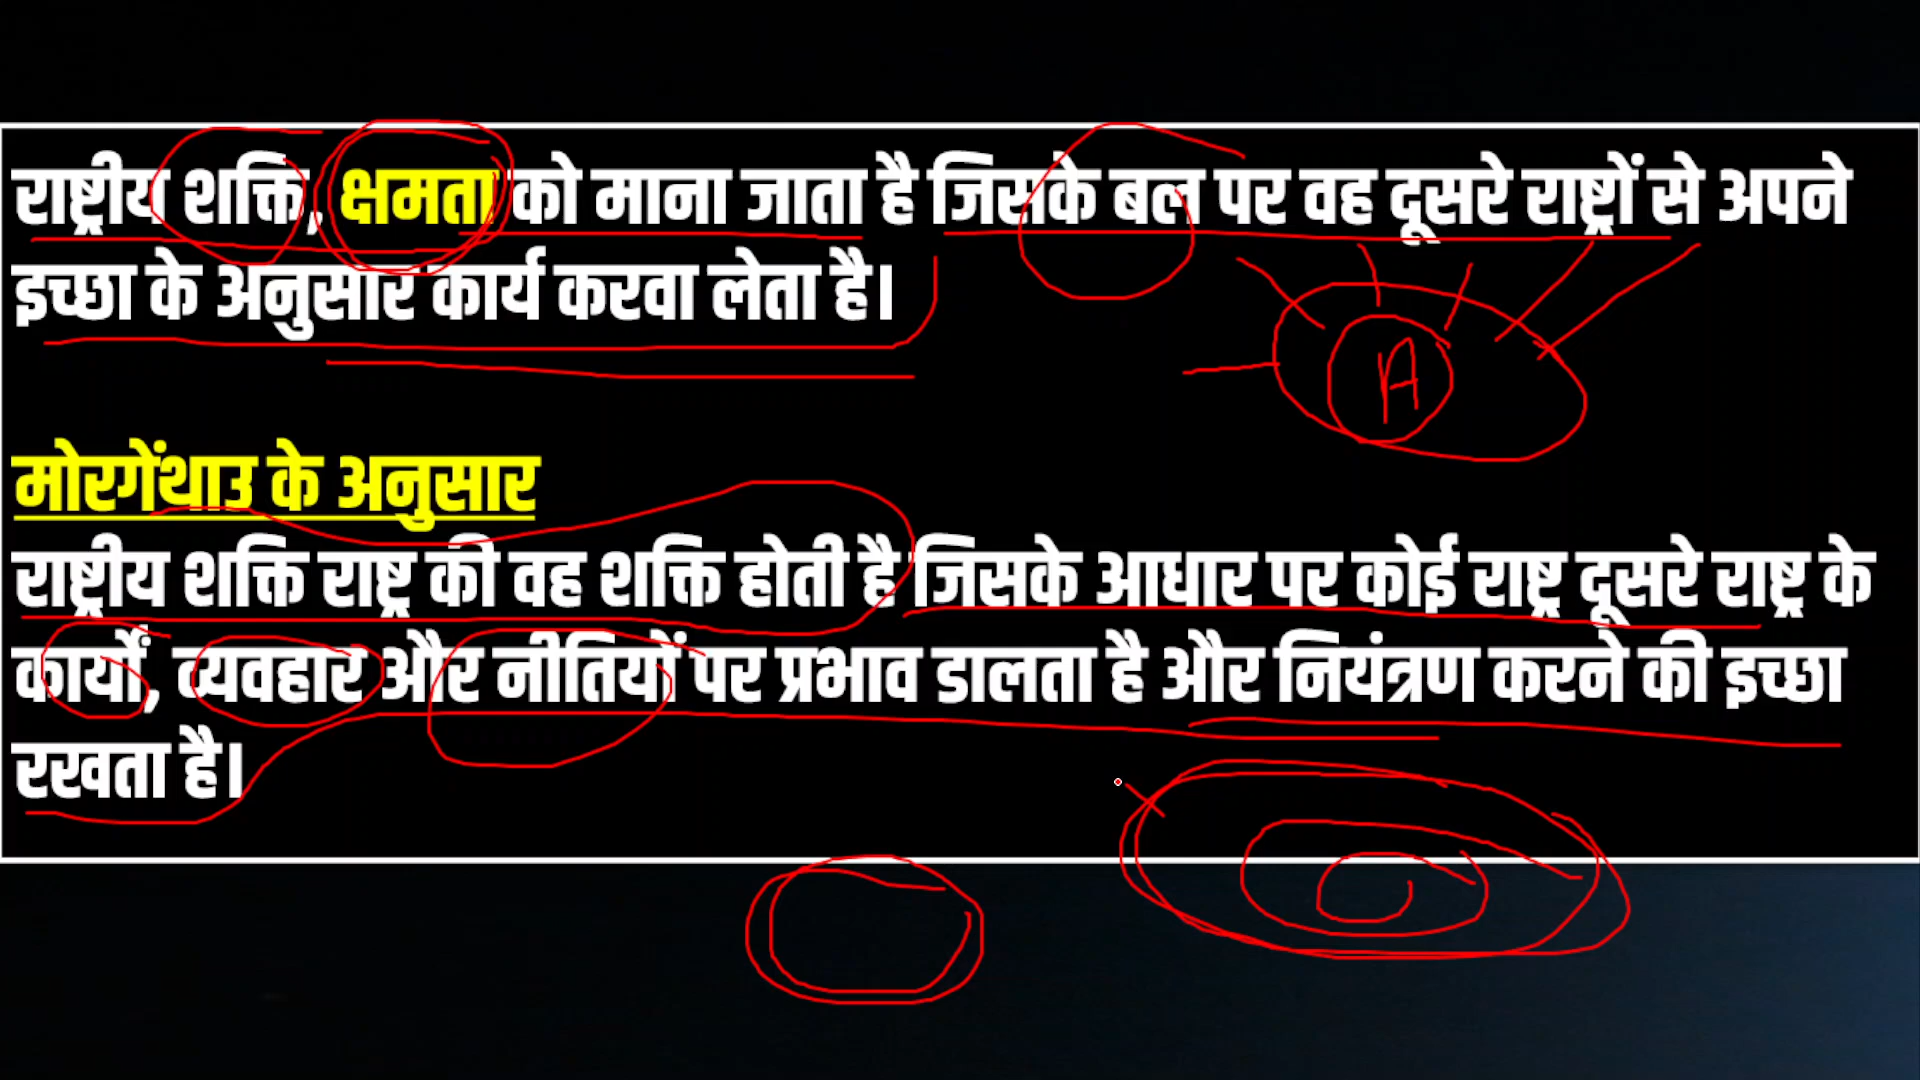 राष्ट्रीय शक्ति, क्षमता को माना जाता है जिसके बल पर वह दूसरे राष्ट्रों से अपने
इच्छा के अनुसार कार्य करवा लेता है।
A
मोरगेंथाउ के अनुसार
राष्ट्रीय शक्ति राष्ट्र की वह शक्ति होती है जिसके आधार पर कोई राष्ट्र दूसरे राष्ट्र के
कार्यों, व्यवहार और नीतियों पर प्रभाव डालता है और नियंत्रण करने की इच्छा
रखता है।